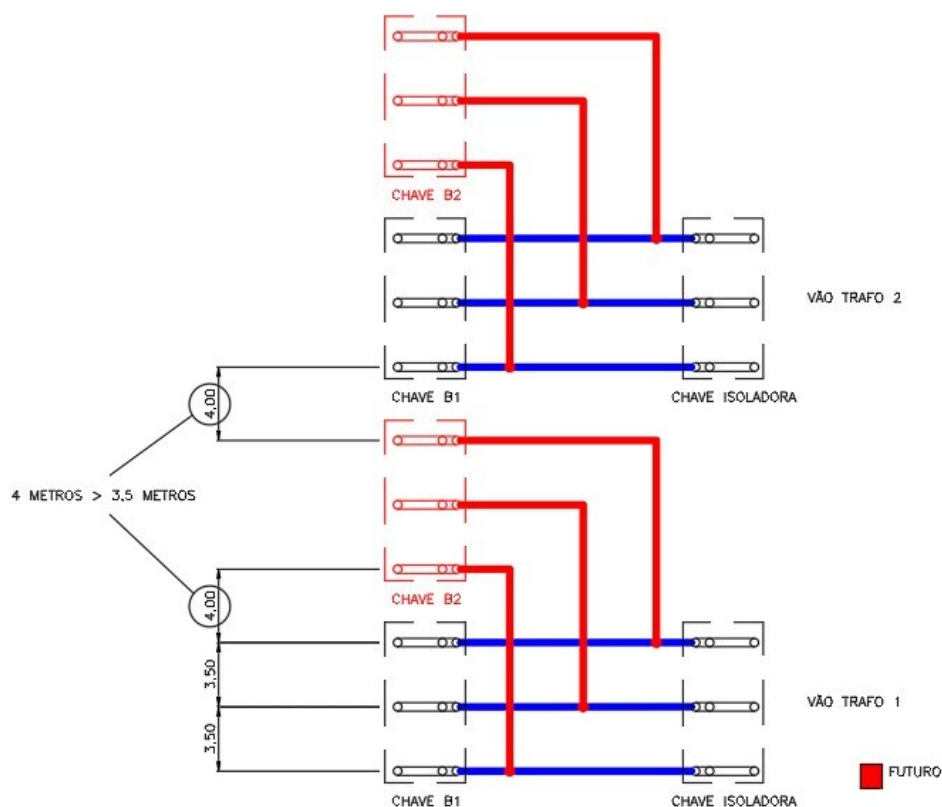 CHAVE B2
VÃO TRAFO 2
CHAVE B1
CHAVE ISOLADORA
4,00
4 METROS > 3,5 METROS
CHAVE B2
4,00
3,50
VÃO TRAFO 1
3,50
FUTURO
CHAVE B1
CHAVE ISOLADORA